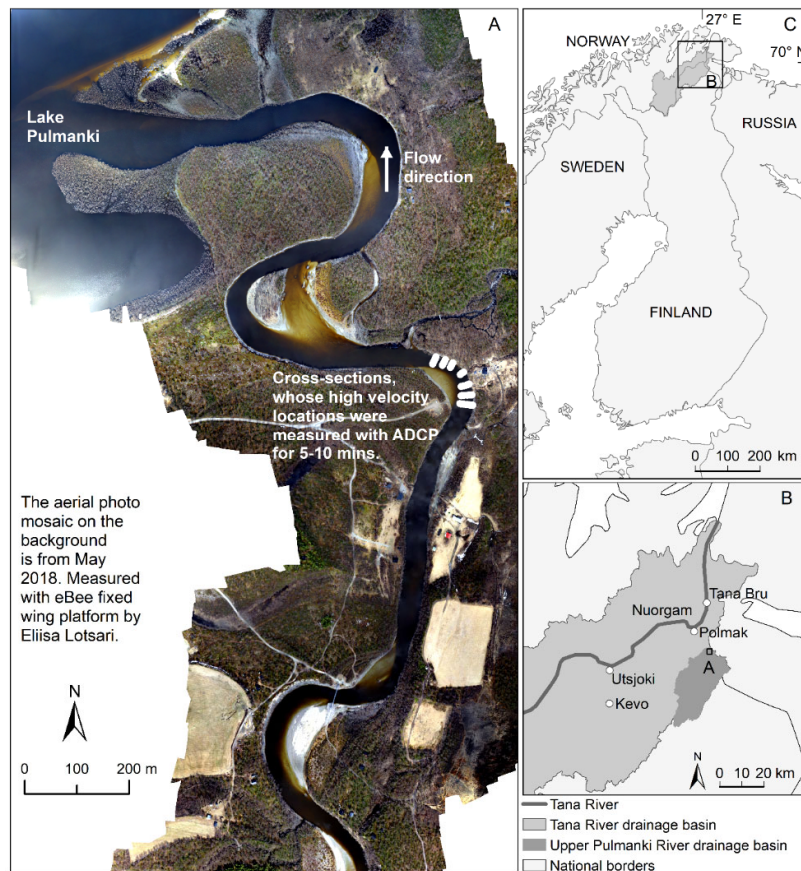 A
Lake
Pulmanki
Flow
direction
Cross-sections,
whose high velocity
locations were
measured with ADCP
for 5-10 mins.
The aerial photo
mosaic on the
background
is from May
2018. Measured
with eBee fixed
wing platform by
Eliisa Lotsari.
N
0 100 200 m
27° E
C
NORWAY
70° N
B
RUSSIA
SWEDEN
FINLAND
0 100 200 km
B
Tana Bru
Nuorgam
Polmak
A
Utsjoki
Kevo
N
0 10 20 km
Tana River
Tana River drainage basin
Upper Pulmanki River drainage basin
National borders